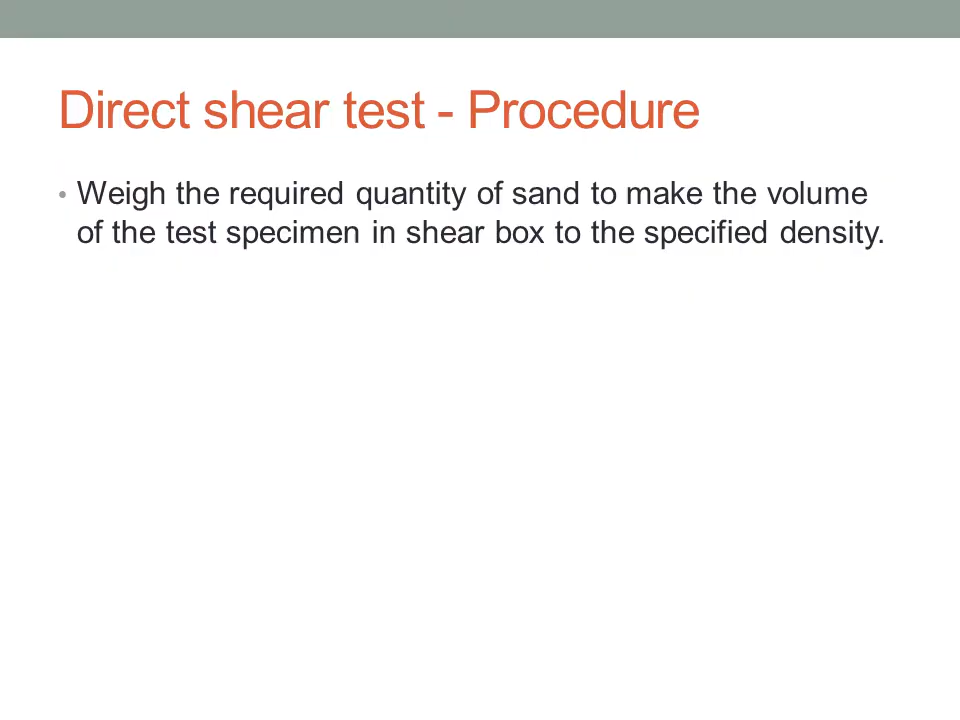 Direct shear test - Procedure
• Weigh the required quantity of sand to make the volume
of the test specimen in shear box to the specified density.